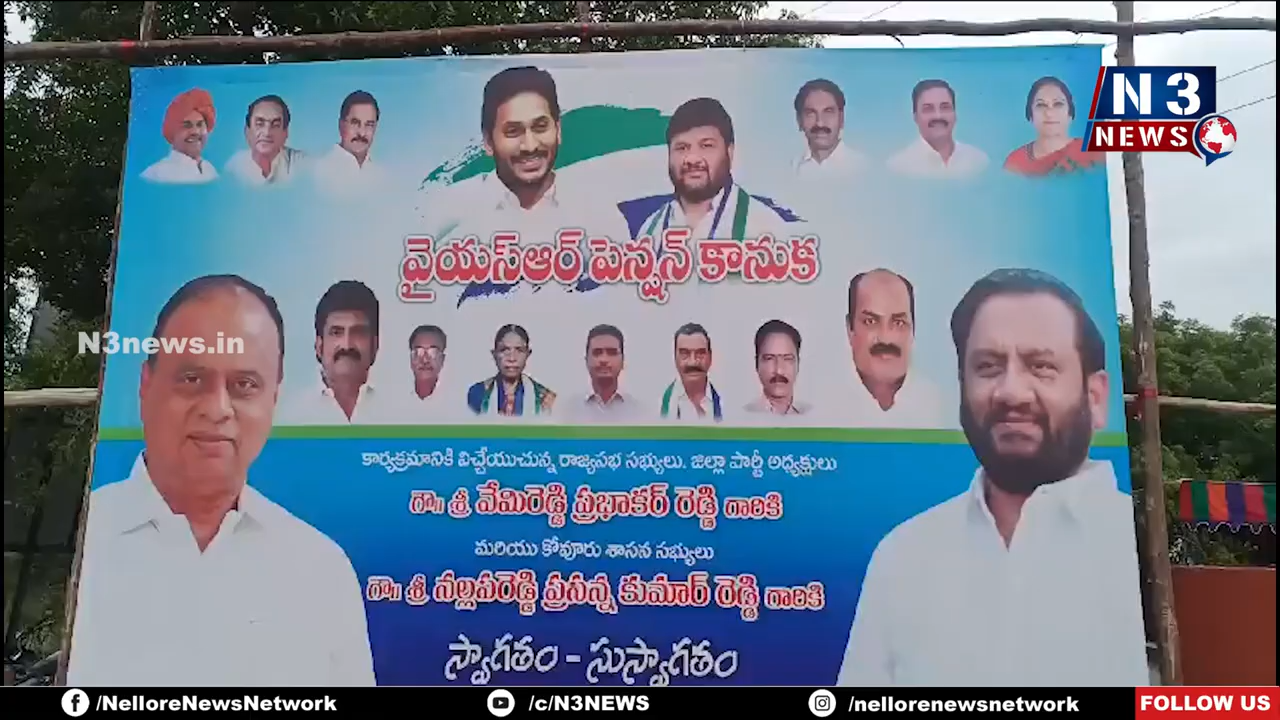 N3
NEWS
వైయస్ఆర్ పెన్షన్ కానుక
N3news.in
కార్యక్రమానికి విచ్చేయుచున్న రాజ్యసభ సభ్యులు. జిల్లా పార్టీ అధ్యక్షులు
గౌ॥ శ్రీ వేమిరెడ్డి ప్రభాకర్ రెడ్డి గారికి
మరియు కోవూరు శాసన సభ్యులు
గౌ॥ శ్రీ నల్లపరెడ్డి ప్రసన్న కుమార్ రెడ్డి గారికి
స్వాగతం - సుస్వాగతం
/NelloreNewsNetwork /c/N3NEWS /nellorenewsnetwork FOLLOW US